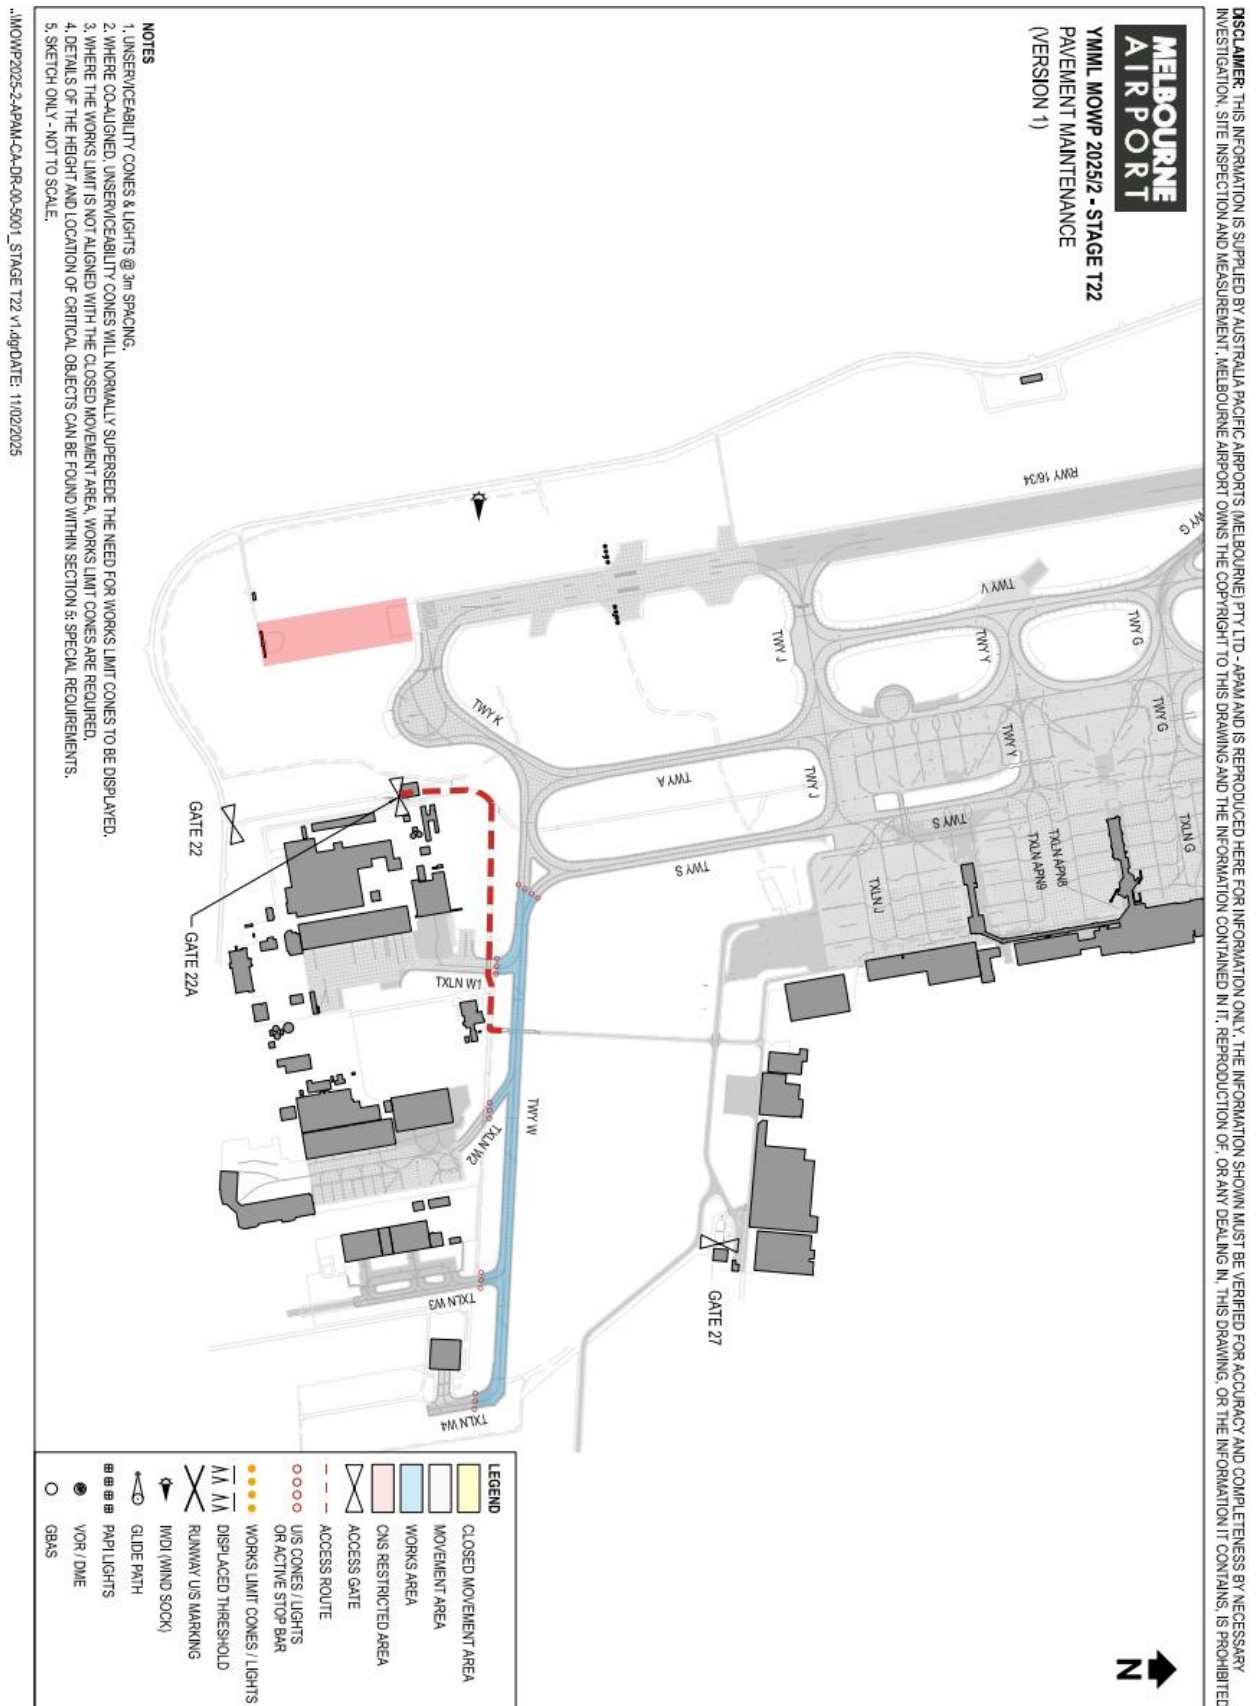 DISCLAIMER: THIS INFORMATION IS SUPPLIED BY AUSTRALIA PACIFIC AIRPORTS (MELBOURNE) PTY LTD - APAM AND IS REPRODUCED HERE FOR INFORMATION ONLY. THE INFORMATION SHOWN MUST BE VERIFIED FOR ACCURACY AND COMPLETENESS BY NECESSARY
INVESTIGATION, SITE INSPECTION AND MEASUREMENT. MELBOURNE AIRPORT OWNS THE COPYRIGHT TO THIS DRAWING AND THE INFORMATION CONTAINED IN IT. REPRODUCTION OF, OR ANY DEALING IN, THIS DRAWING, OR THE INFORMATION IT CONTAINS, IS PROHIBITED
MELBOURNE
AIRPORT
YMML MOWP 2025/2 - STAGE T22
PAVEMENT MAINTENANCE
(VERSION 1)
N
RWY 16/34
TWY G
TWY V
TWY G
TWY J
TWY Y
TWY G
TWY K
TWY Y
TWY A
TWY J
TWY S
TXLN G
TXLN APN8
TXLN APN9
TWY S
TXLN J
GATE 22
GATE 22A
TXLN W1
TWY W
TXLN W2
GATE 27
TXLN W3
TXLN W4
NOTES
1. UNSERVICEABILITY CONES & LIGHTS @ 3m SPACING.
2. WHERE CO-ALIGNED, UNSERVICEABILITY CONES WILL NORMALLY SUPERSEDE THE NEED FOR WORKS LIMIT CONES TO BE DISPLAYED.
3. WHERE THE WORKS LIMIT IS NOT ALIGNED WITH THE CLOSED MOVEMENT AREA, WORKS LIMIT CONES ARE REQUIRED.
4. DETAILS OF THE HEIGHT AND LOCATION OF CRITICAL OBJECTS CAN BE FOUND WITHIN SECTION 5: SPECIAL REQUIREMENTS.
5. SKETCH ONLY - NOT TO SCALE.
LEGEND
CLOSED MOVEMENT AREA
MOVEMENT AREA
WORKS AREA
CNS RESTRICTED AREA
ACCESS GATE
ACCESS ROUTE
U/S CONES / LIGHTS
OR ACTIVE STOP BAR
WORKS LIMIT CONES / LIGHTS
DISPLACED THRESHOLD
RUNWAY U/S MARKING
IWDI (WIND SOCK)
GLIDE PATH
PAPI LIGHTS
VOR / DME
GBAS
..\MOWP2025-2-APAM-CA-DR-00-5001_STAGE T22 v1.dgnDATE: 11/02/2025